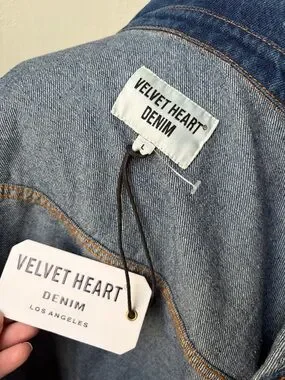 VELVET HEART®
DENIM
L
VELVET HEART
DENIM
LOS ANGELES